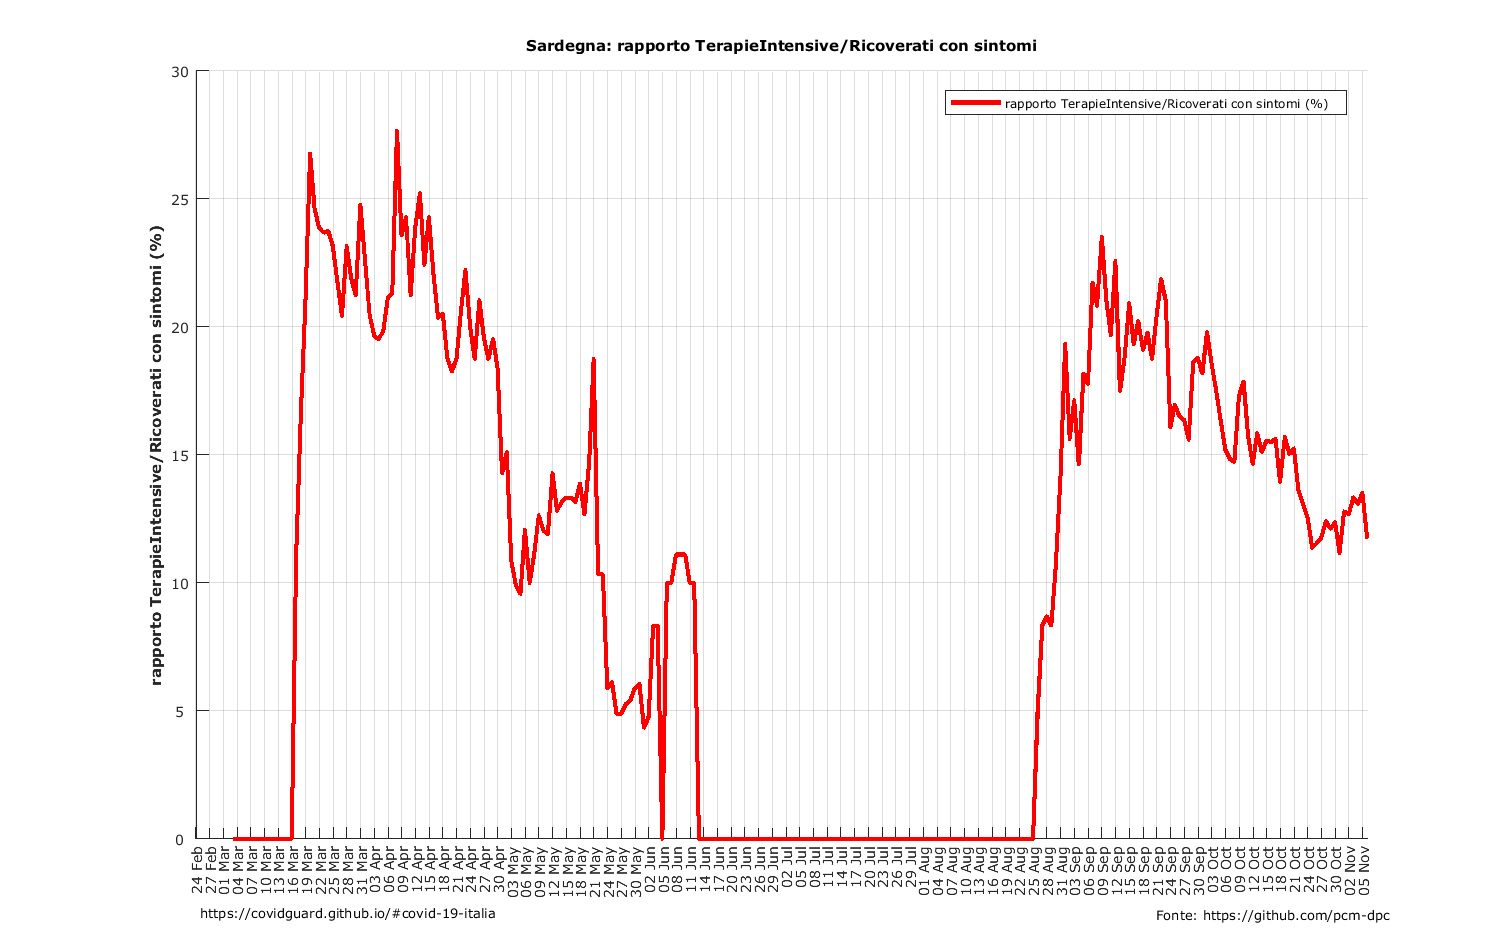 Sardegna: rapporto TerapieIntensive/Ricoverati con sintomi
rapporto TerapieIntensive/Ricoverati con sintomi (%)
rapporto TerapieIntensive/Ricoverati con sintomi (%)
30
25
20
15
10
5
0
24 Feb
27 Feb
01 Mar
04 Mar
07 Mar
10 Mar
13 Mar
16 Mar
19 Mar
22 Mar
25 Mar
28 Mar
31 Mar
03 Apr
06 Apr
09 Apr
12 Apr
15 Apr
18 Apr
21 Apr
24 Apr
27 Apr
30 Apr
03 May
06 May
09 May
12 May
15 May
18 May
21 May
24 May
27 May
30 May
02 Jun
05 Jun
08 Jun
11 Jun
14 Jun
17 Jun
20 Jun
23 Jun
26 Jun
29 Jun
02 Jul
05 Jul
08 Jul
11 Jul
14 Jul
17 Jul
20 Jul
23 Jul
26 Jul
29 Jul
01 Aug
04 Aug
07 Aug
10 Aug
13 Aug
16 Aug
19 Aug
22 Aug
25 Aug
28 Aug
31 Aug
03 Sep
06 Sep
09 Sep
12 Sep
15 Sep
18 Sep
21 Sep
24 Sep
27 Sep
30 Sep
03 Oct
06 Oct
09 Oct
12 Oct
15 Oct
18 Oct
21 Oct
24 Oct
27 Oct
30 Oct
02 Nov
05 Nov
https://covidguard.github.io/#covid-19-italia
Fonte: https://github.com/pcm-dpc